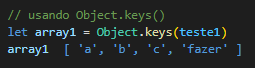 // usando Object.keys()
let array1 = Object.keys(teste1)
array1 [ 'a', 'b', 'c', 'fazer' ]